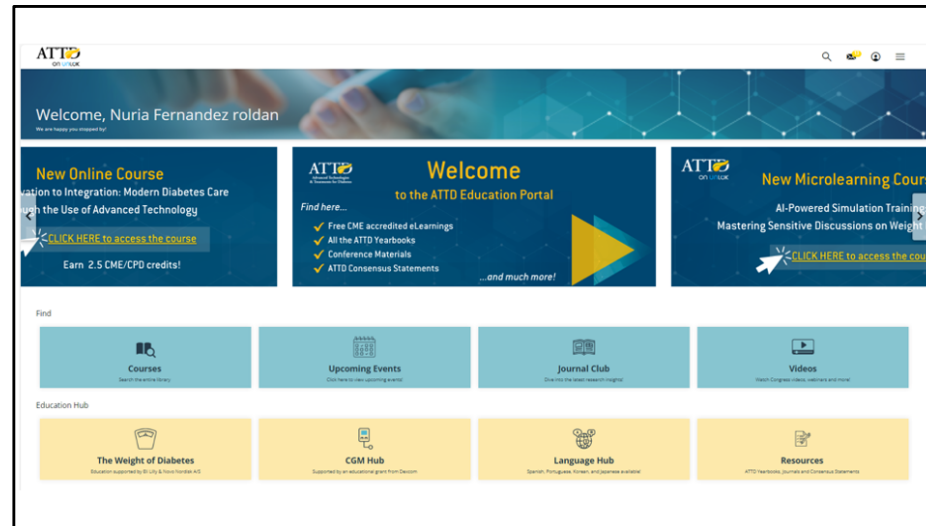 ATTD
ON UNLOK
Welcome, Nuria Fernandez roldan
We are happy you stopped by!
New Online Course
vation to Integration: Modern Diabetes Care
ough the Use of Advanced Technology
CLICK HERE to access the course
Earn 2.5 CME/CPD credits!
ATTD
Advanced Technologies
& Treatments for Diabetes
Welcome
to the ATTD Education Portal
Find here...
Free CME accredited eLearnings
All the ATTD Yearbooks
Conference Materials
ATTD Consensus Statements
...and much more!
ATTD
ON UNLOK
New Microlearning Cour
AI-Powered Simulation Training
Mastering Sensitive Discussions on Weight
CLICK HERE to access the cou
Find
Courses
Search the entire library
Upcoming Events
Click here to view upcoming events!
Journal Club
Dive into the latest research insights!
Videos
Watch Congress videos, webinars and more!
Education Hub
The Weight of Diabetes
Education supported by Eli Lilly & Novo Nordisk A/S
CGM Hub
Supported by an educational grant from Dexcom
Language Hub
Spanish, Portuguese, Korean, and Japanese available!
Resources
ATTD Yearbooks, Journals and Consensus Statements